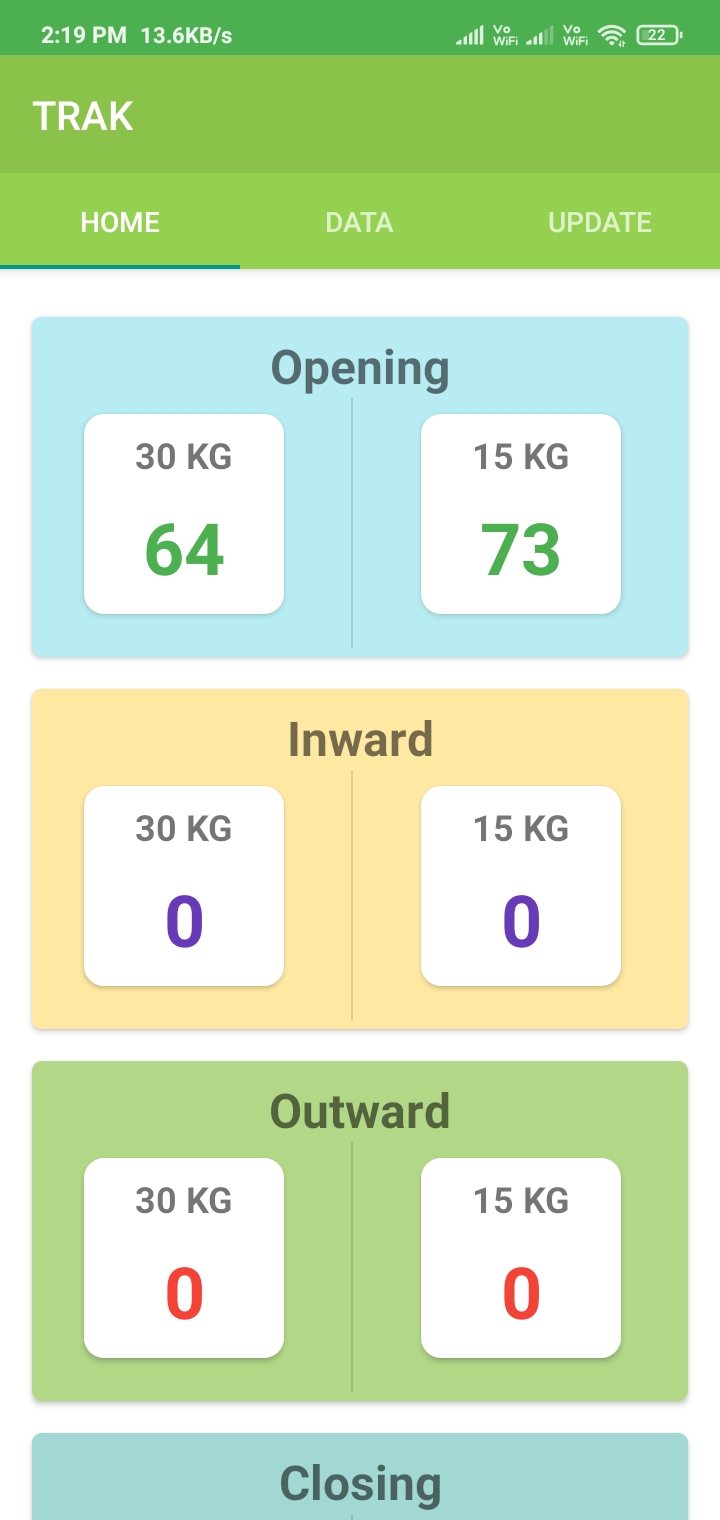 2:19 PM 13.6KB/s Vo WiFi Vo WiFi 22
TRAK
HOME DATA UPDATE
Opening
30 KG 15 KG
64 73
Inward
30 KG 15 KG
0 0
Outward
30 KG 15 KG
0 0
Closing